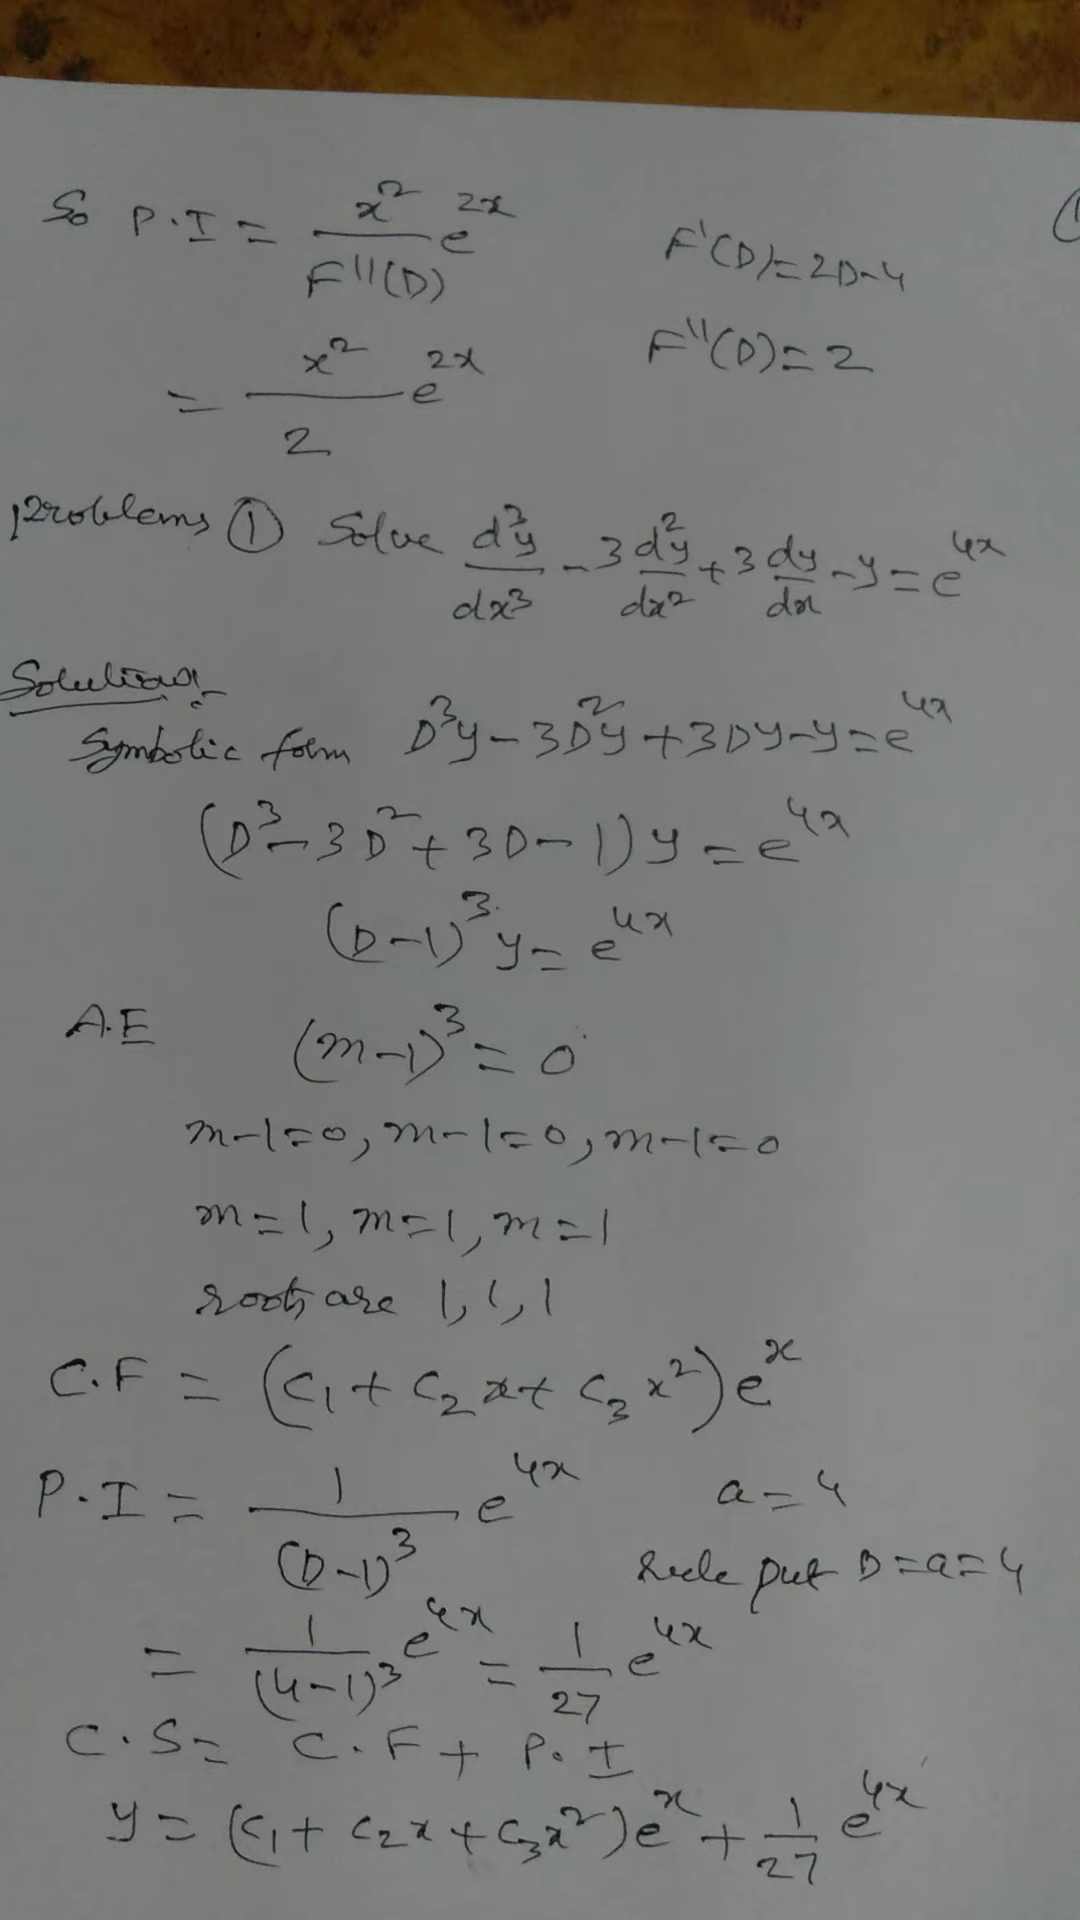 So P.I = x²/F''(D) e^2x    F'(D) = 2D-4
= x²/2 e^2x    F''(D) = 2
Problems ① Solve d³y/dx³ - 3 d²y/dx² + 3 dy/dx - y = e^4x
Solution:-
Symbolic form D³y - 3D²y + 3Dy - y = e^4x
(D³ - 3D² + 3D - 1) y = e^4x
(D-1)³ y = e^4x
A.E (m-1)³ = 0
m-1=0, m-1=0, m-1=0
m=1, m=1, m=1
roots are 1, 1, 1
C.F = (C₁ + C₂x + C₃x²) e^x
P.I = 1/(D-1)³ e^4x    a = 4
Rule put D = a = 4
= 1/(4-1)³ e^4x = 1/27 e^4x
C.S = C.F + P.I
y = (C₁ + C₂x + C₃x²) e^x + 1/27 e^4x